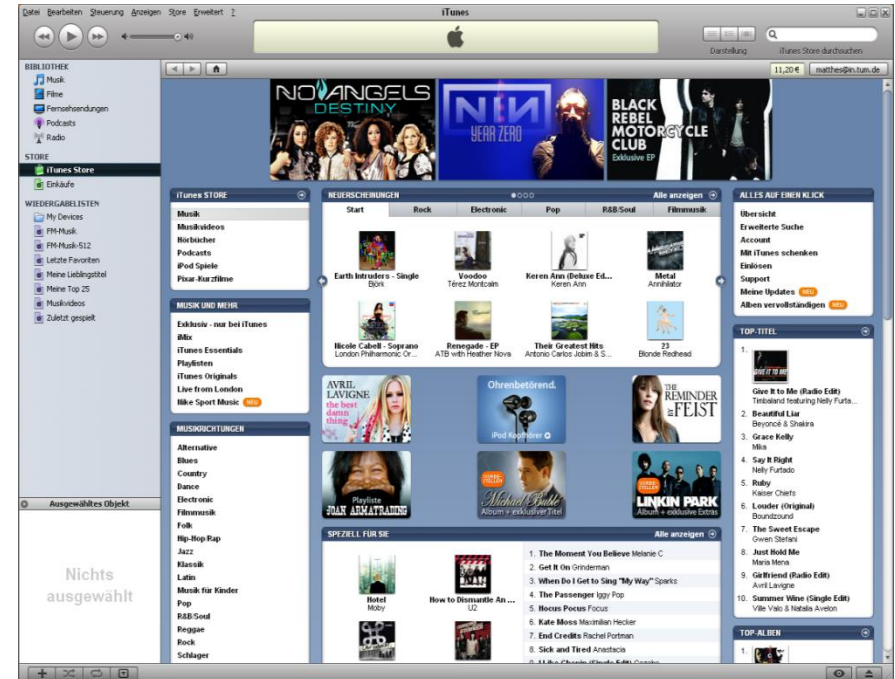 Datei Bearbeiten Steuerung Anzeigen Store Erweitert ?
iTunes
Darstellung
iTunes Store durchsuchen
BIBLIOTHEK
Musik
Filme
Fernsehsendungen
Podcasts
Radio
STORE
iTunes Store
Einkäufe
WIEDERGABELISTEN
My Devices
FM-Musik
FM-Musik-512
Letzte Favoriten
Meine Lieblingstitel
Meine Top 25
Musikvideos
Zuletzt gespielt
Ausgewähltes Objekt
Nichts
ausgewählt
11,20 € matthes@in.tum.de
NO ANGELS
DESTINY
NIN
YEAR ZERO
BLACK
REBEL
MOTORCYCLE
CLUB
Exklusive EP
iTunes STORE
Musik
Musikvideos
Hörbücher
Podcasts
iPod Spiele
Pixar-Kurzfilme
MUSIK UND MEHR
Exklusiv - nur bei iTunes
iMix
iTunes Essentials
Playlisten
iTunes Originals
Live from London
Nike Sport Music NEU
MUSIKRICHTUNGEN
Alternative
Blues
Country
Dance
Electronic
Filmmusik
Folk
Hip-Hop/Rap
Jazz
Klassik
Latin
Musik für Kinder
Pop
R&B/Soul
Reggae
Rock
Schlager
NEUERSCHEINUNGEN
Alle anzeigen
Start Rock Electronic Pop R&B/Soul Filmmusik
Earth Intruders - Single
Björk
Voodoo
Térez Montcalm
Keren Ann (Deluxe Ed...
Keren Ann
Metal
Annihilator
Nicole Cabell - Soprano
London Philharmonic Or...
Renegade - EP
ATB with Heather Nova
Their Greatest Hits
Antonio Carlos Jobim & S...
23
Blonde Redhead
AVRIL
LAVIGNE
the best
damn
thing
Ohrenbetörend.
iPod Kopfhörer
THE
REMINDER
FEIST
Playliste
JOAN ARMATRADING
VORBE-
STELLEN
Michael Bublé
Album + exklusiver Titel
VORBE-
STELLEN
LINKIN PARK
Album + exklusive Extras
SPEZIELL FÜR SIE
Alle anzeigen
Hotel
Moby
How to Dismantle An ...
U2
1. The Moment You Believe Melanie C
2. Get It On Grinderman
3. When Do I Get to Sing "My Way" Sparks
4. The Passenger Iggy Pop
5. Hocus Pocus Focus
6. Kate Moss Maximilian Hecker
7. End Credits Rachel Portman
8. Sick and Tired Anastacia
ALLES AUF EINEN KLICK
Übersicht
Erweiterte Suche
Account
Mit iTunes schenken
Einlösen
Support
Meine Updates NEU
Alben vervollständigen NEU
TOP-TITEL
1.
GIVE IT TO ME
Give It to Me (Radio Edit)
Timbaland featuring Nelly Furta...
2. Beautiful Liar
Beyoncé & Shakira
3. Grace Kelly
Mika
4. Say It Right
Nelly Furtado
5. Ruby
Kaiser Chiefs
6. Louder (Original)
Boundzound
7. The Sweet Escape
Gwen Stefani
8. Just Hold Me
Maria Mena
9. Girlfriend (Radio Edit)
Avril Lavigne
10. Summer Wine (Single Edit)
Ville Valo & Natalia Avelon
TOP-ALBEN
1.